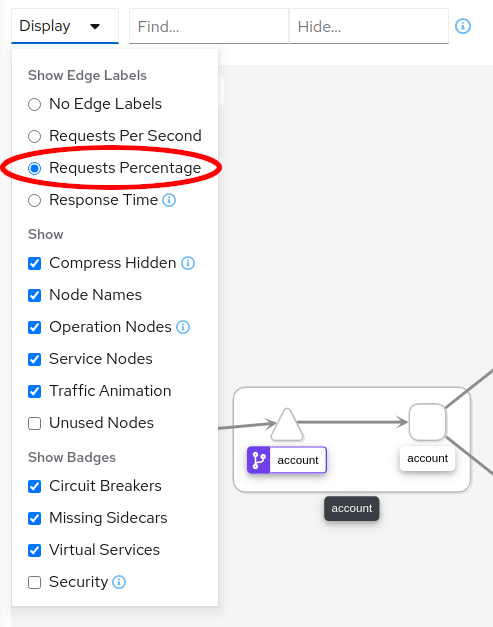 Display
Find...
Hide...
Show Edge Labels
No Edge Labels
Requests Per Second
Requests Percentage
Response Time
Show
Compress Hidden
Node Names
Operation Nodes
Service Nodes
Traffic Animation
Unused Nodes
Show Badges
Circuit Breakers
Missing Sidecars
Virtual Services
Security
account
account
account